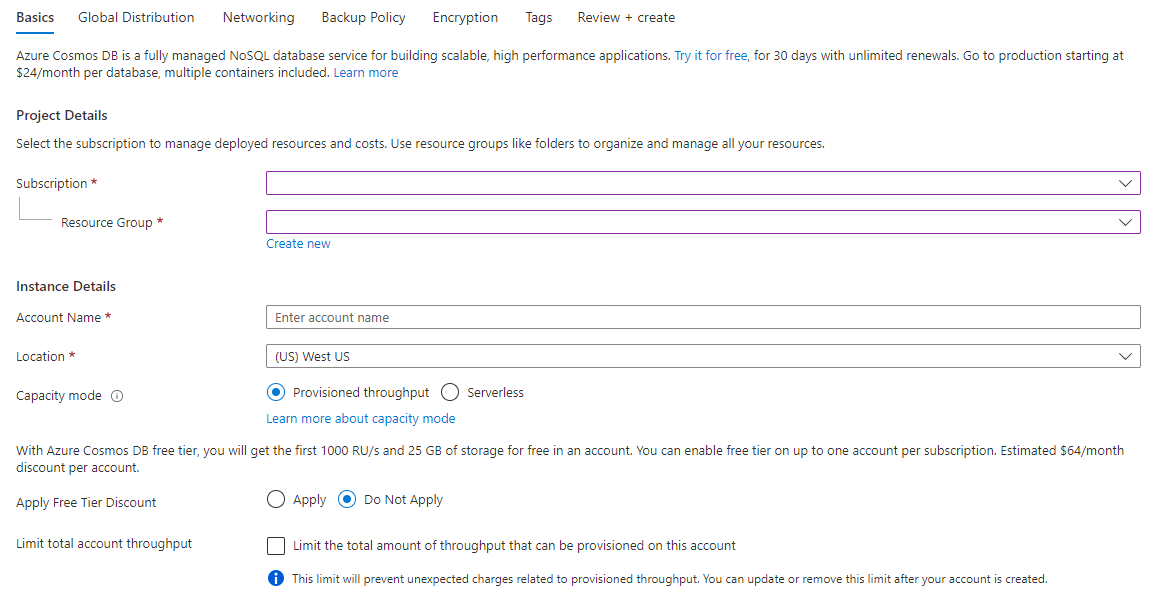 Basics Global Distribution Networking Backup Policy Encryption Tags Review + create
Azure Cosmos DB is a fully managed NoSQL database service for building scalable, high performance applications. Try it for free, for 30 days with unlimited renewals. Go to production starting at
$24/month per database, multiple containers included. Learn more
Project Details
Select the subscription to manage deployed resources and costs. Use resource groups like folders to organize and manage all your resources.
Subscription *
Resource Group *
Create new
Instance Details
Account Name * Enter account name
Location * (US) West US
Capacity mode Provisioned throughput Serverless
Learn more about capacity mode
With Azure Cosmos DB free tier, you will get the first 1000 RU/s and 25 GB of storage for free in an account. You can enable free tier on up to one account per subscription. Estimated $64/month
discount per account.
Apply Free Tier Discount Apply Do Not Apply
Limit total account throughput Limit the total amount of throughput that can be provisioned on this account
This limit will prevent unexpected charges related to provisioned throughput. You can update or remove this limit after your account is created.